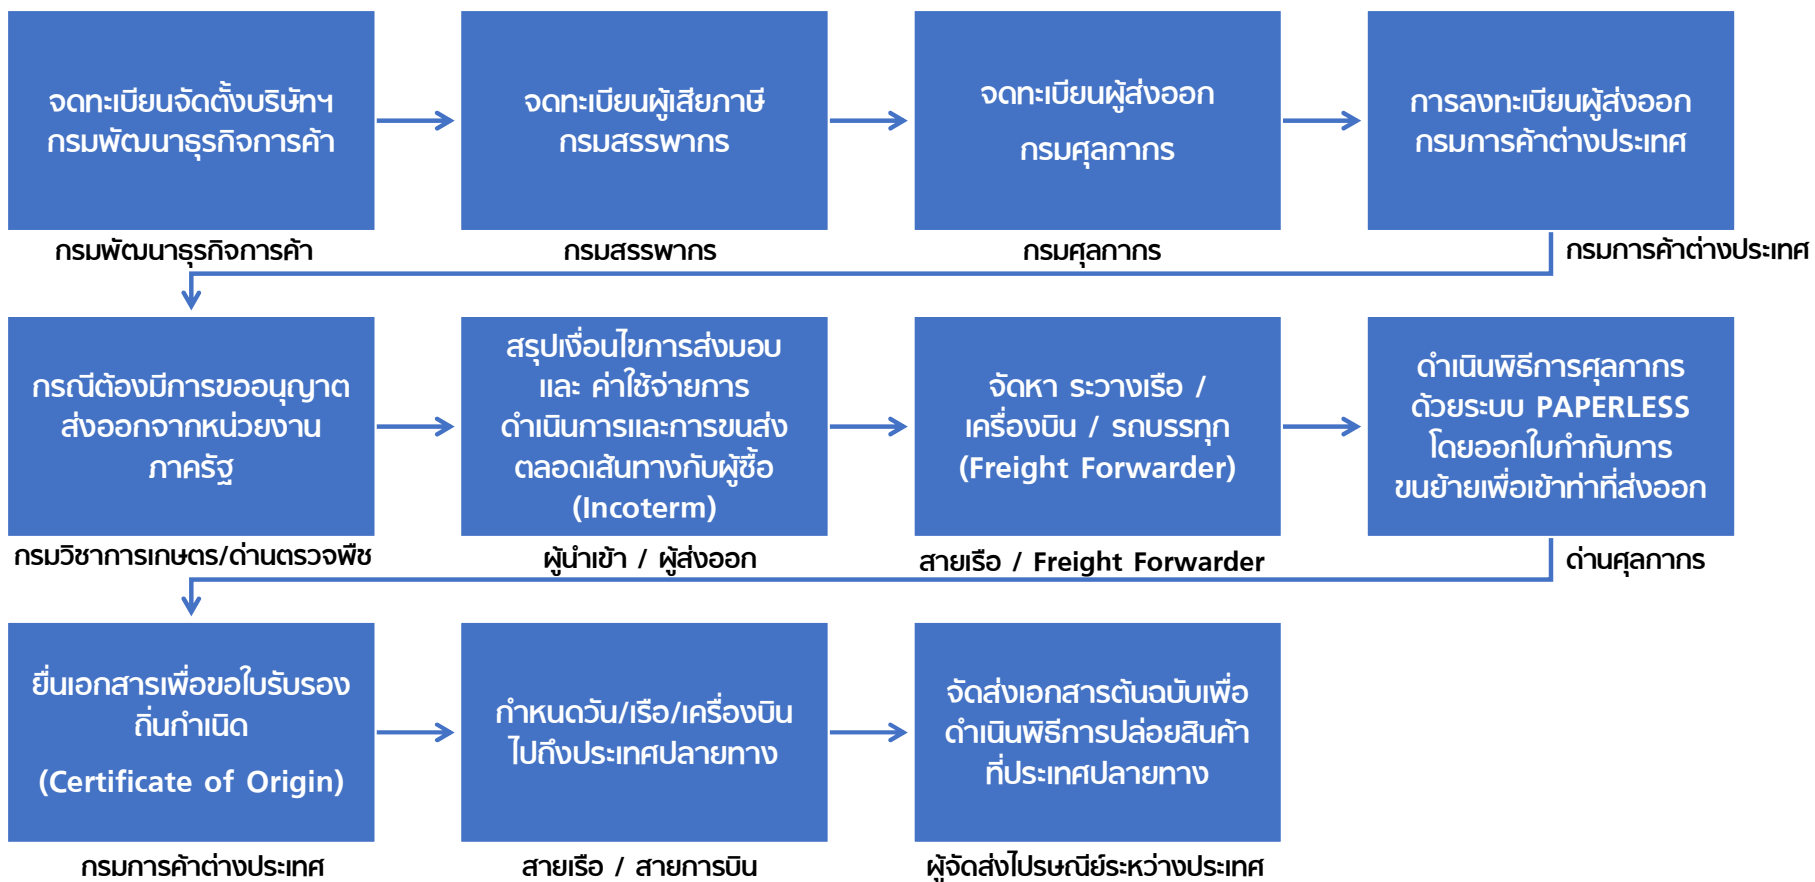 จดทะเบียนจัดตั้งบริษัทฯ
กรมพัฒนาธุรกิจการค้า
กรมพัฒนาธุรกิจการค้า
จดทะเบียนผู้เสียภาษี
กรมสรรพากร
กรมสรรพากร
จดทะเบียนผู้ส่งออก
กรมศุลกากร
กรมศุลกากร
การลงทะเบียนผู้ส่งออก
กรมการค้าต่างประเทศ
กรมการค้าต่างประเทศ
กรณีต้องมีการขออนุญาต
ส่งออกจากหน่วยงาน
ภาครัฐ
กรมวิชาการเกษตร/ด่านตรวจพืช
สรุปเงื่อนไขการส่งมอบ
และ ค่าใช้จ่ายการ
ดำเนินการและการขนส่ง
ตลอดเส้นทางกับผู้ซื้อ
(Incoterm)
ผู้นำเข้า / ผู้ส่งออก
จัดหา ระวางเรือ /
เครื่องบิน / รถบรรทุก
(Freight Forwarder)
สายเรือ / Freight Forwarder
ดำเนินพิธีการศุลกากร
ด้วยระบบ PAPERLESS
โดยออกใบกำกับการ
ขนย้ายเพื่อเข้าท่าที่ส่งออก
ด่านศุลกากร
ยื่นเอกสารเพื่อขอใบรับรอง
ถิ่นกำเนิด
(Certificate of Origin)
กรมการค้าต่างประเทศ
กำหนดวัน/เรือ/เครื่องบิน
ไปถึงประเทศปลายทาง
สายเรือ / สายการบิน
จัดส่งเอกสารต้นฉบับเพื่อ
ดำเนินพิธีการปล่อยสินค้า
ที่ประเทศปลายทาง
ผู้จัดส่งไปรษณีย์ระหว่างประเทศ